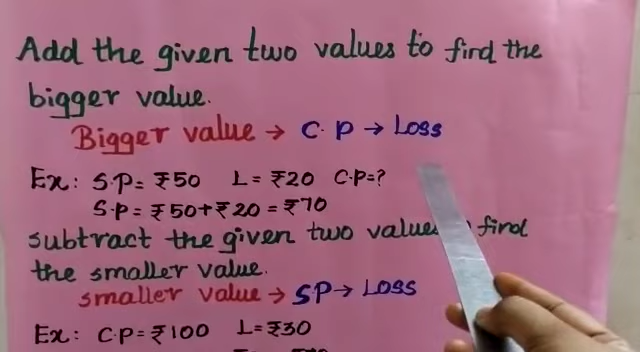 Add the given two values to find the
bigger value.
Bigger value → C.P → Loss
Ex: S.P= ₹50 L= ₹20 C.P=?
S.P= ₹50+₹20 = ₹70
subtract the given two values find
the smaller value.
smaller value → SP → LOSS
Ex: C.P= ₹100 L= ₹30